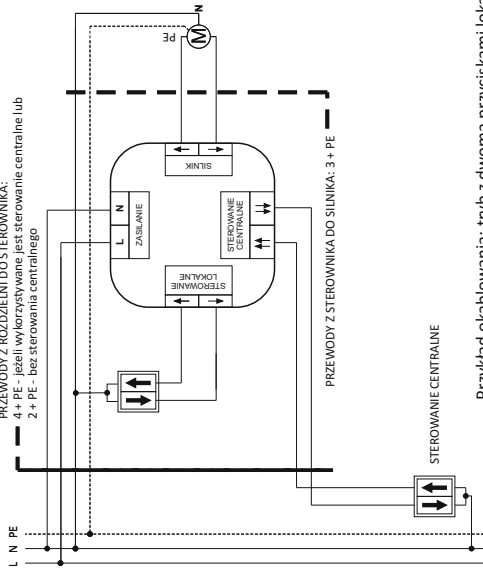 PRZEWODY Z ROZDZIELNI DO STEROWNIKA:
4 + PE - jeżeli wykorzystywane jest sterowanie centralne lub
2 + PE - bez sterowania centralnego
L N PE
N
PE
M
L N
ZASILANIE
SILNIK
STEROWANIE
LOKALNE
STEROWANIE
CENTRALNE
PRZEWODY Z STEROWNIKA DO SILNIKA: 3 + PE
STEROWANIE CENTRALNE
Przykład okablowania: tryb z dwoma przyciskami